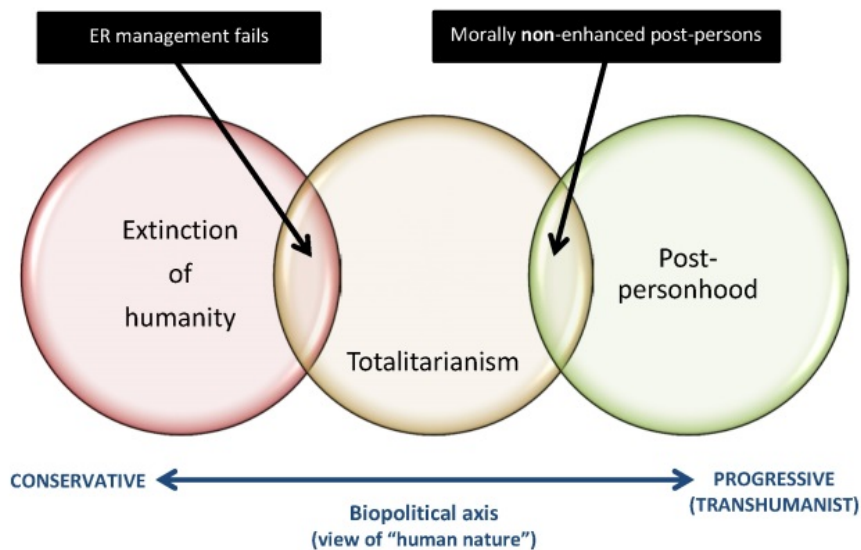 ER management fails
Morally non-enhanced post-persons
Extinction
of
humanity
Totalitarianism
Post-
personhood
CONSERVATIVE
PROGRESSIVE
(TRANSHUMANIST)
Biopolitical axis
(view of “human nature”)